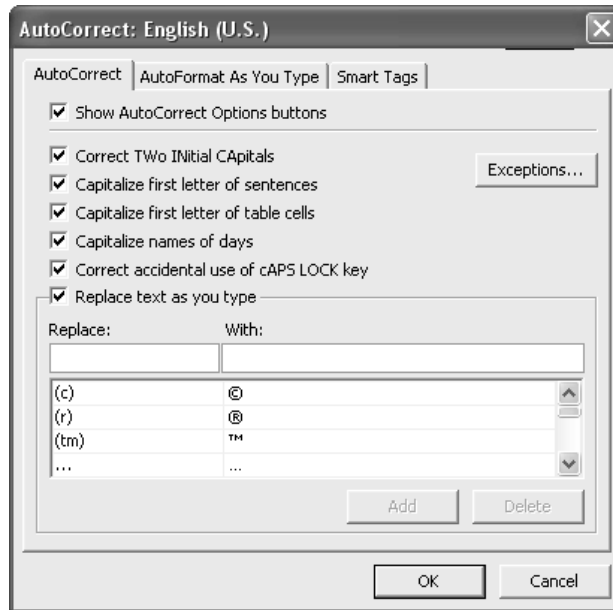 AutoCorrect: English (U.S.)
AutoCorrect AutoFormat As You Type Smart Tags
Show AutoCorrect Options buttons
Correct TWo INitial CApitals
Exceptions...
Capitalize first letter of sentences
Capitalize first letter of table cells
Capitalize names of days
Correct accidental use of cAPS LOCK key
Replace text as you type
Replace: With:
(c) ©
(r) ®
(tm) ™
... ...
Add Delete
OK Cancel